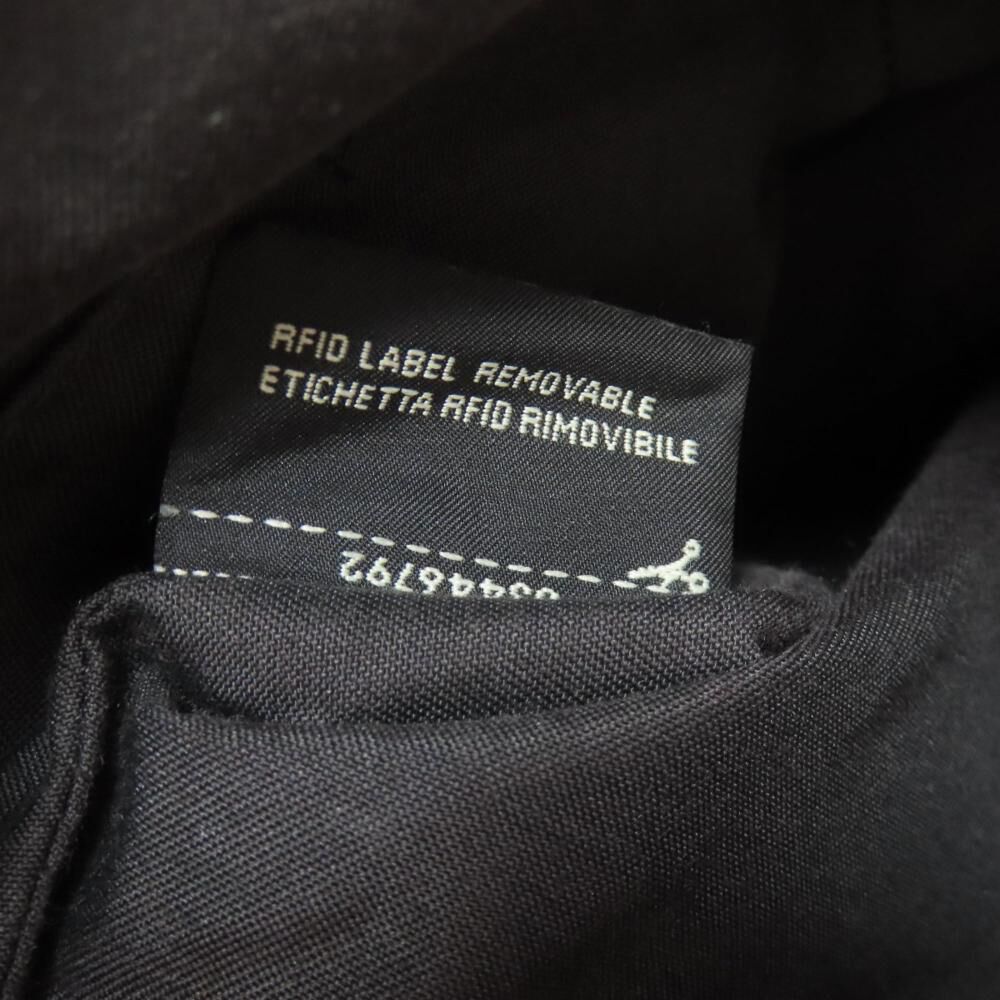 RFID LABEL REMOVABLE
ETICHETTA RFID RIMOVIBILE